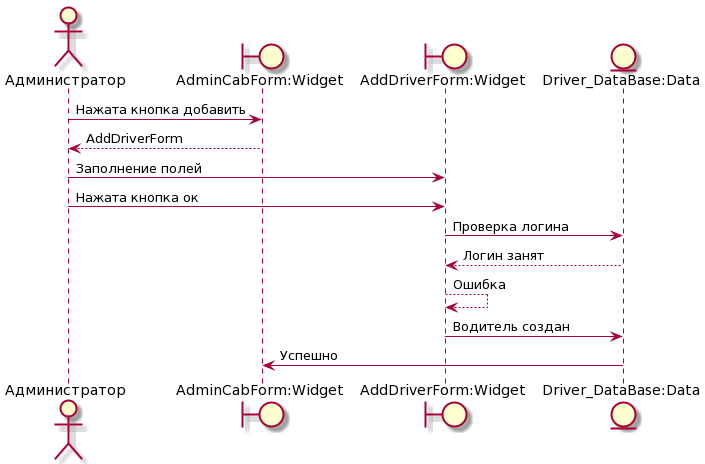 Администратор
AdminCabForm:Widget
AddDriverForm:Widget
Driver_DataBase:Data
Нажата кнопка добавить
AddDriverForm
Заполнение полей
Нажата кнопка ок
Проверка логина
Логин занят
Ошибка
Водитель создан
Успешно
Администратор
AdminCabForm:Widget
AddDriverForm:Widget
Driver_DataBase:Data